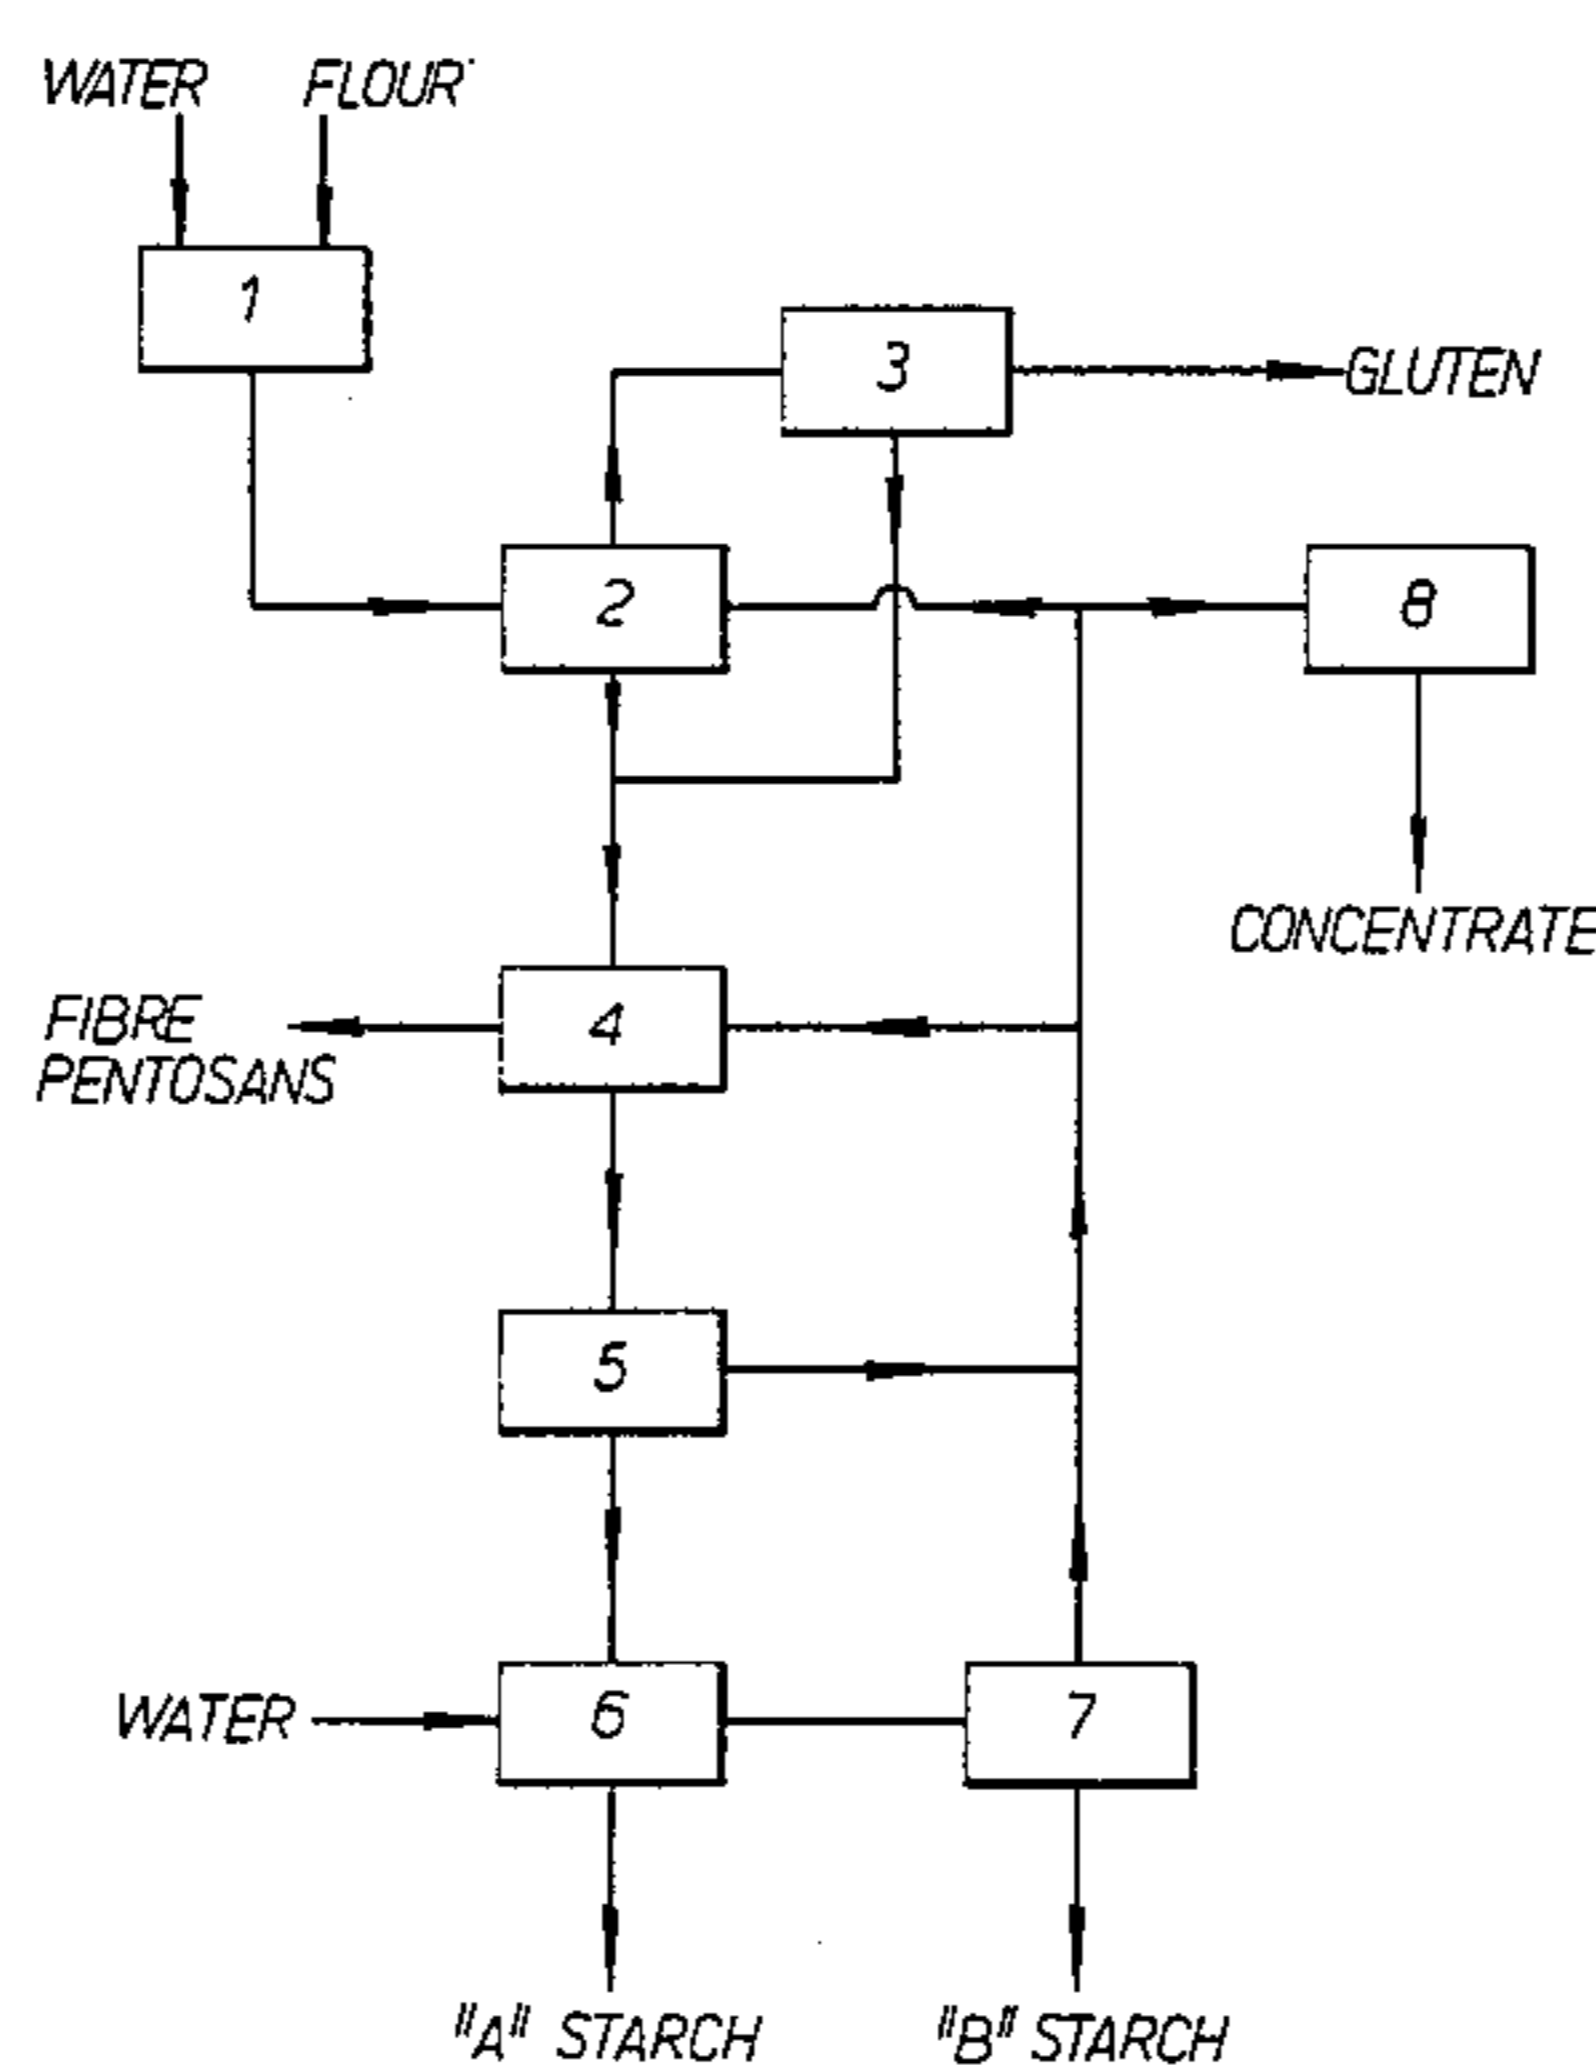 WATER
FLOUR
1
3
GLUTEN
2
8
CONCENTRATE
FIBRE
PENTOSANS
4
5
WATER
6
7
"A" STARCH
"B" STARCH